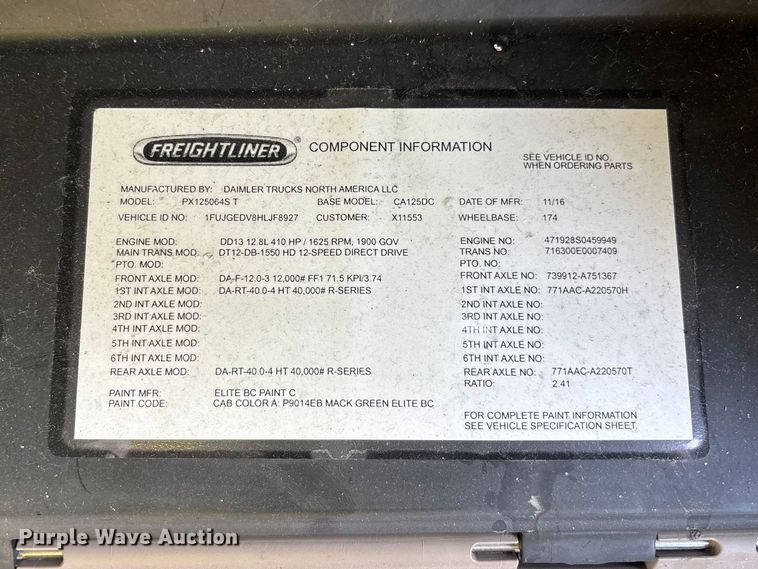 FREIGHTLINER
COMPONENT INFORMATION
SEE VEHICLE ID NO.
WHEN ORDERING PARTS
MANUFACTURED BY: DAIMLER TRUCKS NORTH AMERICA LLC
MODEL: PX125064S T BASE MODEL: CA125DC DATE OF MFR: 11/16
VEHICLE ID NO: 1FUJGEDV8HLJF8927 CUSTOMER: X11553 WHEELBASE: 174
ENGINE MOD: DD13 12.8L 410 HP / 1625 RPM, 1900 GOV ENGINE NO: 471928S0459949
MAIN TRANS MOD: DT12-DB-1550 HD 12-SPEED DIRECT DRIVE TRANS NO: 716300E0007409
PTO. MOD: PTO. NO:
FRONT AXLE MOD: DA-F-12.0-3 12,000# FF1 71.5 KPI/3.74 FRONT AXLE NO: 739912-A751367
1ST INT AXLE MOD: DA-RT-40.0-4 HT 40,000# R-SERIES 1ST INT AXLE NO: 771AAC-A220570H
2ND INT AXLE MOD: 2ND INT AXLE NO:
3RD INT AXLE MOD: 3RD INT AXLE NO:
4TH INT AXLE MOD: 4TH INT AXLE NO:
5TH INT AXLE MOD: 5TH INT AXLE NO:
6TH INT AXLE MOD: 6TH INT AXLE NO:
REAR AXLE MOD: DA-RT-40.0-4 HT 40,000# R-SERIES REAR AXLE NO: 771AAC-A220570T
RATIO: 2.41
PAINT MFR: ELITE BC PAINT C
PAINT CODE: CAB COLOR A: P9014EB MACK GREEN ELITE BC
FOR COMPLETE PAINT INFORMATION
SEE VEHICLE SPECIFICATION SHEET.
Purple Wave Auction